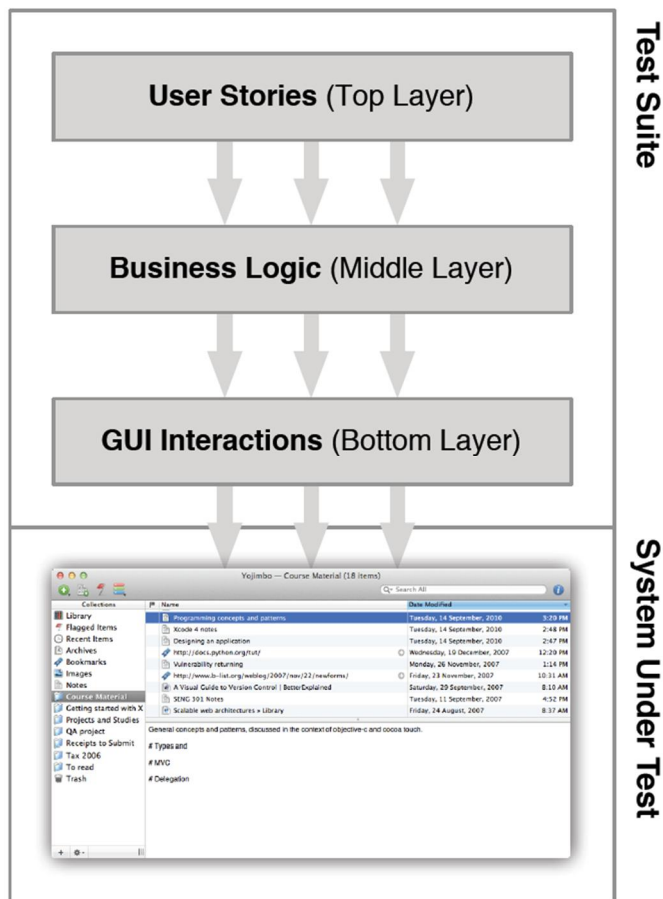 Test Suite
User Stories (Top Layer)
Business Logic (Middle Layer)
GUI Interactions (Bottom Layer)
System Under Test
Yojimbo — Course Material (18 items)
Search All
Collections
Library
Flagged Items
Recent Items
Archives
Bookmarks
Images
Notes
Course Material
Getting started with X
Projects and Studies
QA project
Receipts to Submit
Tax 2006
To read
Trash
Name Date Modified
Programming concepts and patterns Tuesday, 14 September, 2010 3:20 PM
Xcode 4 notes Tuesday, 14 September, 2010 2:48 PM
Designing an application Tuesday, 14 September, 2010 2:47 PM
http://docs.python.org/tut/ Wednesday, 19 December, 2007 12:20 PM
Vulnerability returning Monday, 26 November, 2007 1:14 PM
http://www.b-list.org/weblog/2007/nov/22/newforms/ Friday, 23 November, 2007 10:31 AM
A Visual Guide to Version Control | BetterExplained Saturday, 29 September, 2007 8:10 AM
SENG 301 Notes Tuesday, 11 September, 2007 4:52 PM
Scalable web architectures » Library Friday, 24 August, 2007 8:37 AM
General concepts and patterns, discussed in the context of objective-c and cocoa touch.
# Types and
# MVC
# Delegation